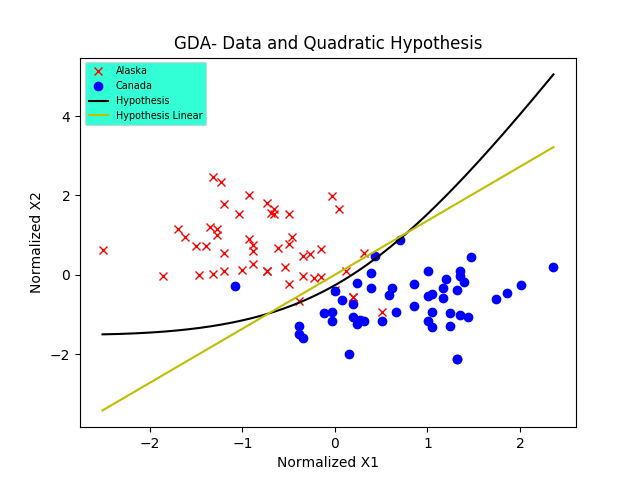 GDA- Data and Quadratic Hypothesis
Alaska
Canada
Hypothesis
Hypothesis Linear
4
2
0
−2
Normalized X2
−2 −1 0 1 2
Normalized X1